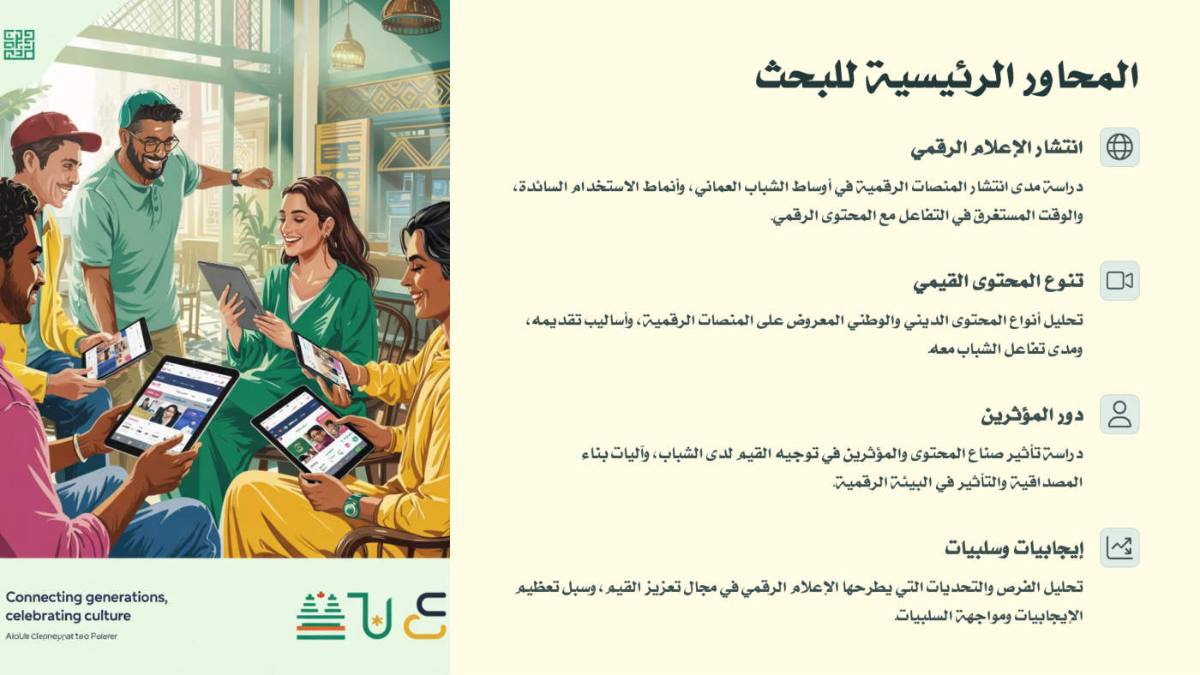 المحاور الرئيسية للبحث
انتشار الإعلام الرقمي
دراسة مدى انتشار المنصات الرقمية في أوساط الشباب العماني، وأنماط الاستخدام السائدة،
والوقت المستغرق في التفاعل مع المحتوى الرقمي.
تنوع المحتوى القيمي
تحليل أنواع المحتوى الديني والوطني المعروض على المنصات الرقمية، وأساليب تقديمه،
ومدى تفاعل الشباب معه.
دور المؤثرين
دراسة تأثير صناع المحتوى والمؤثرين في توجيه القيم لدى الشباب، وآليات بناء
المصداقية والتأثير في البيئة الرقمية.
إيجابيات وسلبيات
تحليل الفرص والتحديات التي يطرحها الإعلام الرقمي في مجال تعزيز القيم، وسبل تعظيم
الإيجابيات ومواجهة السلبيات.
Connecting generations,
celebrating culture